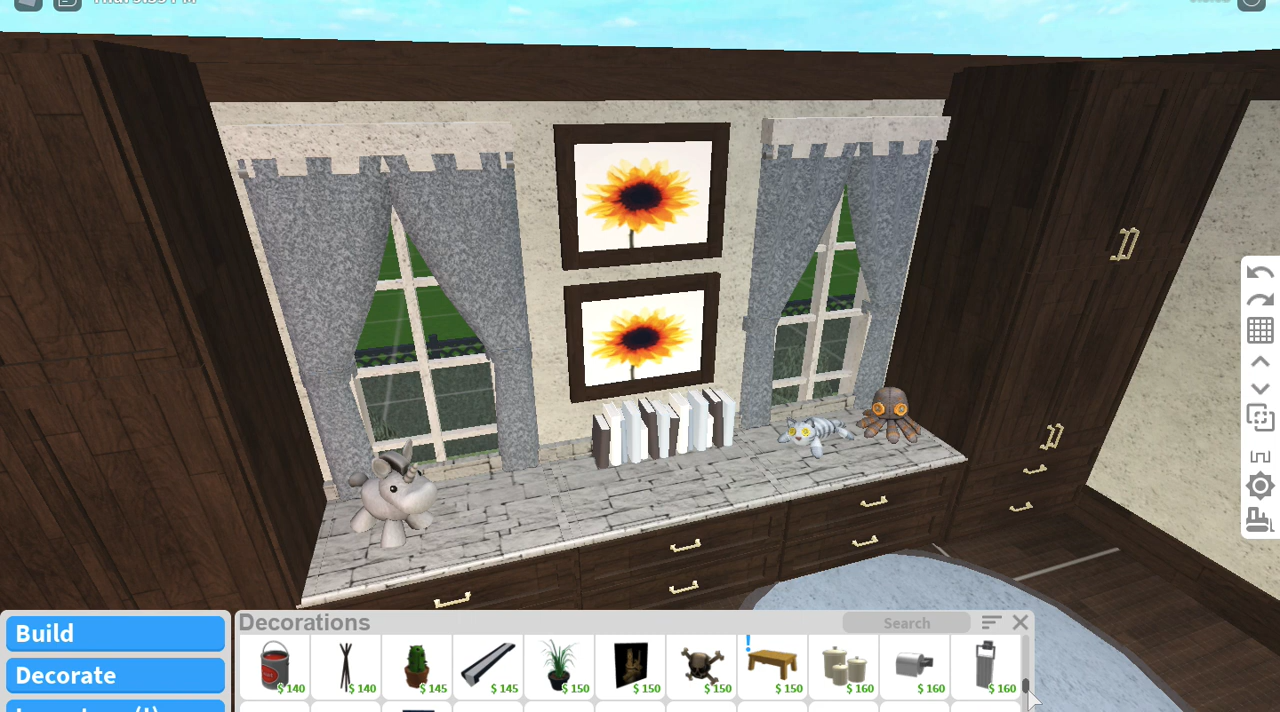 Build
Decorate
Decorations
Search
$ 140
$ 140
$ 145
$ 145
$ 150
$ 150
$ 150
$ 150
$ 160
$ 160
$ 160